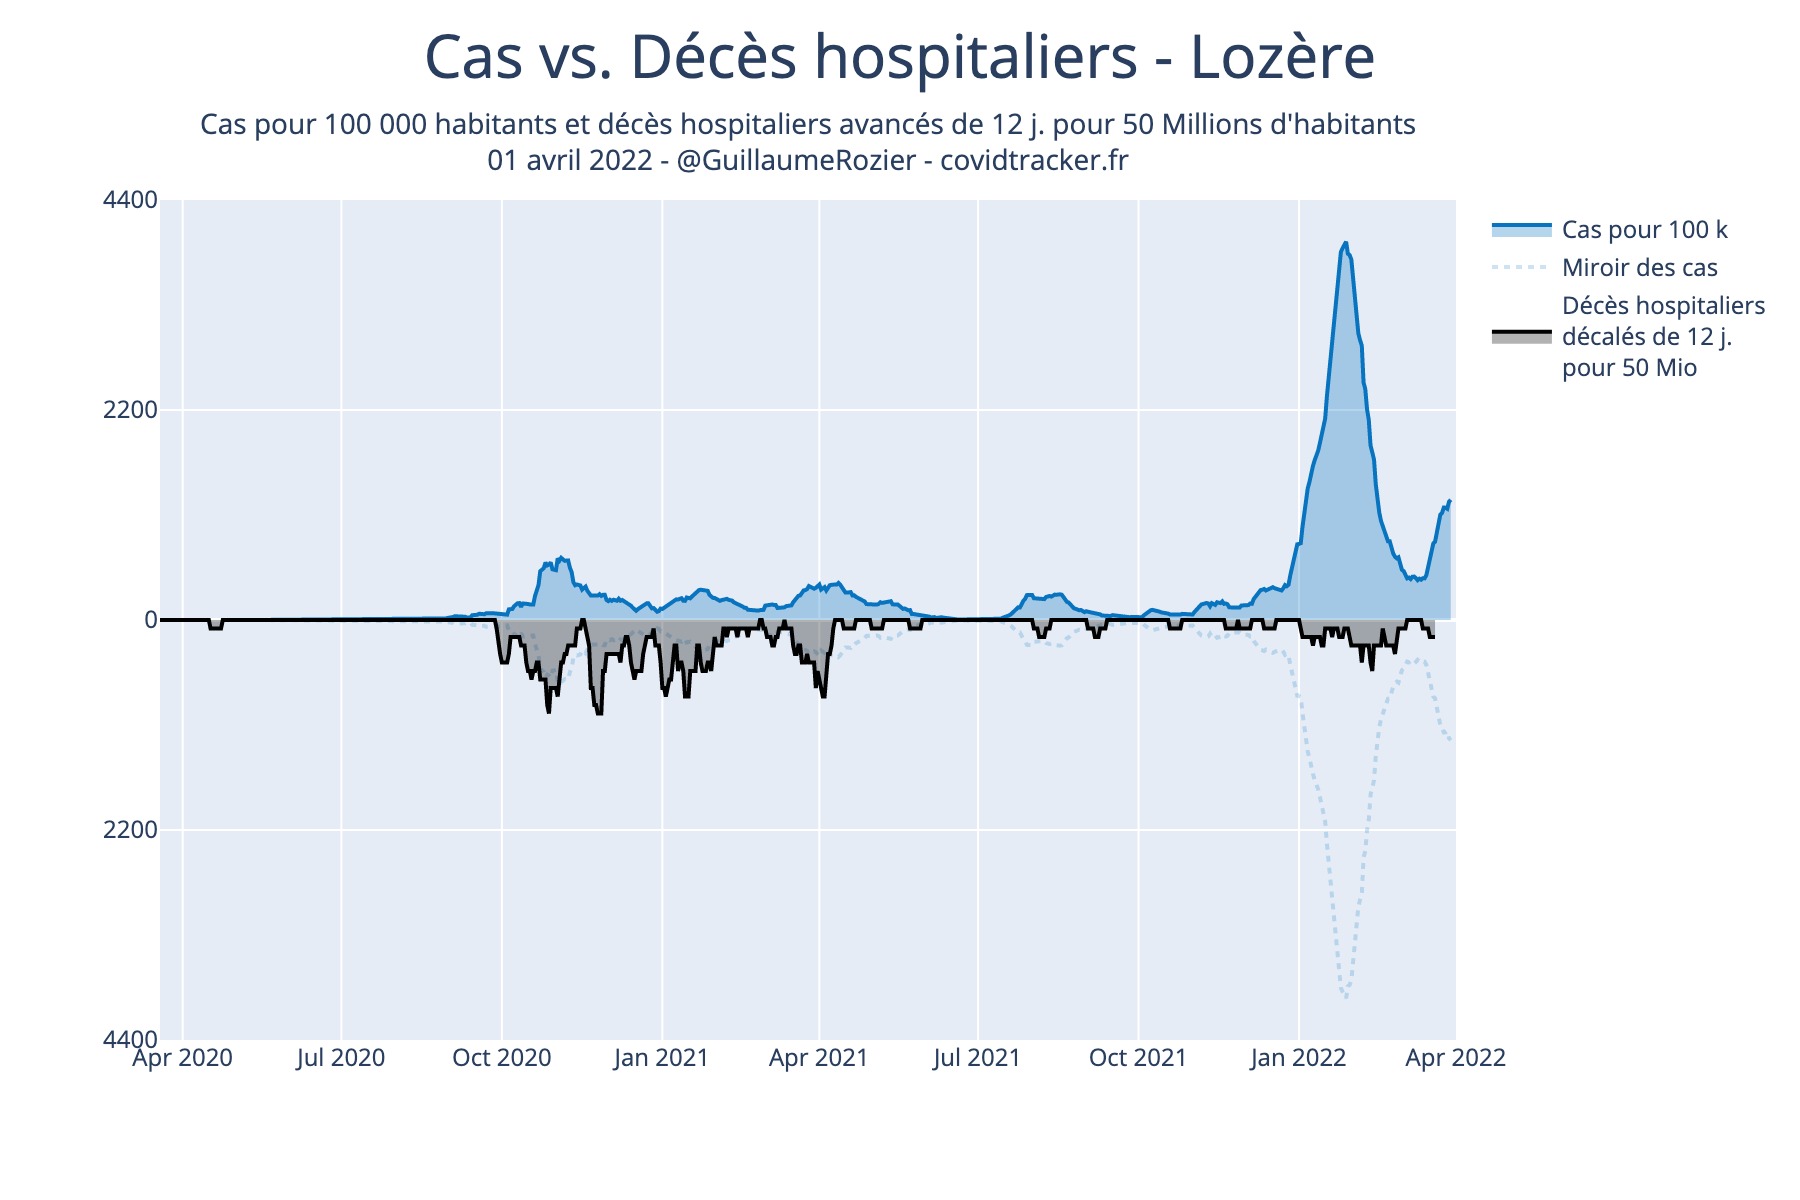 Cas vs. Décès hospitaliers - Lozère
Cas pour 100 000 habitants et décès hospitaliers avancés de 12 j. pour 50 Millions d'habitants
01 avril 2022 - @GuillaumeRozier - covidtracker.fr
4400
2200
0
2200
4400
Apr 2020
Jul 2020
Oct 2020
Jan 2021
Apr 2021
Jul 2021
Oct 2021
Jan 2022
Apr 2022
Cas pour 100 k
Miroir des cas
Décès hospitaliers
décalés de 12 j.
pour 50 Mio